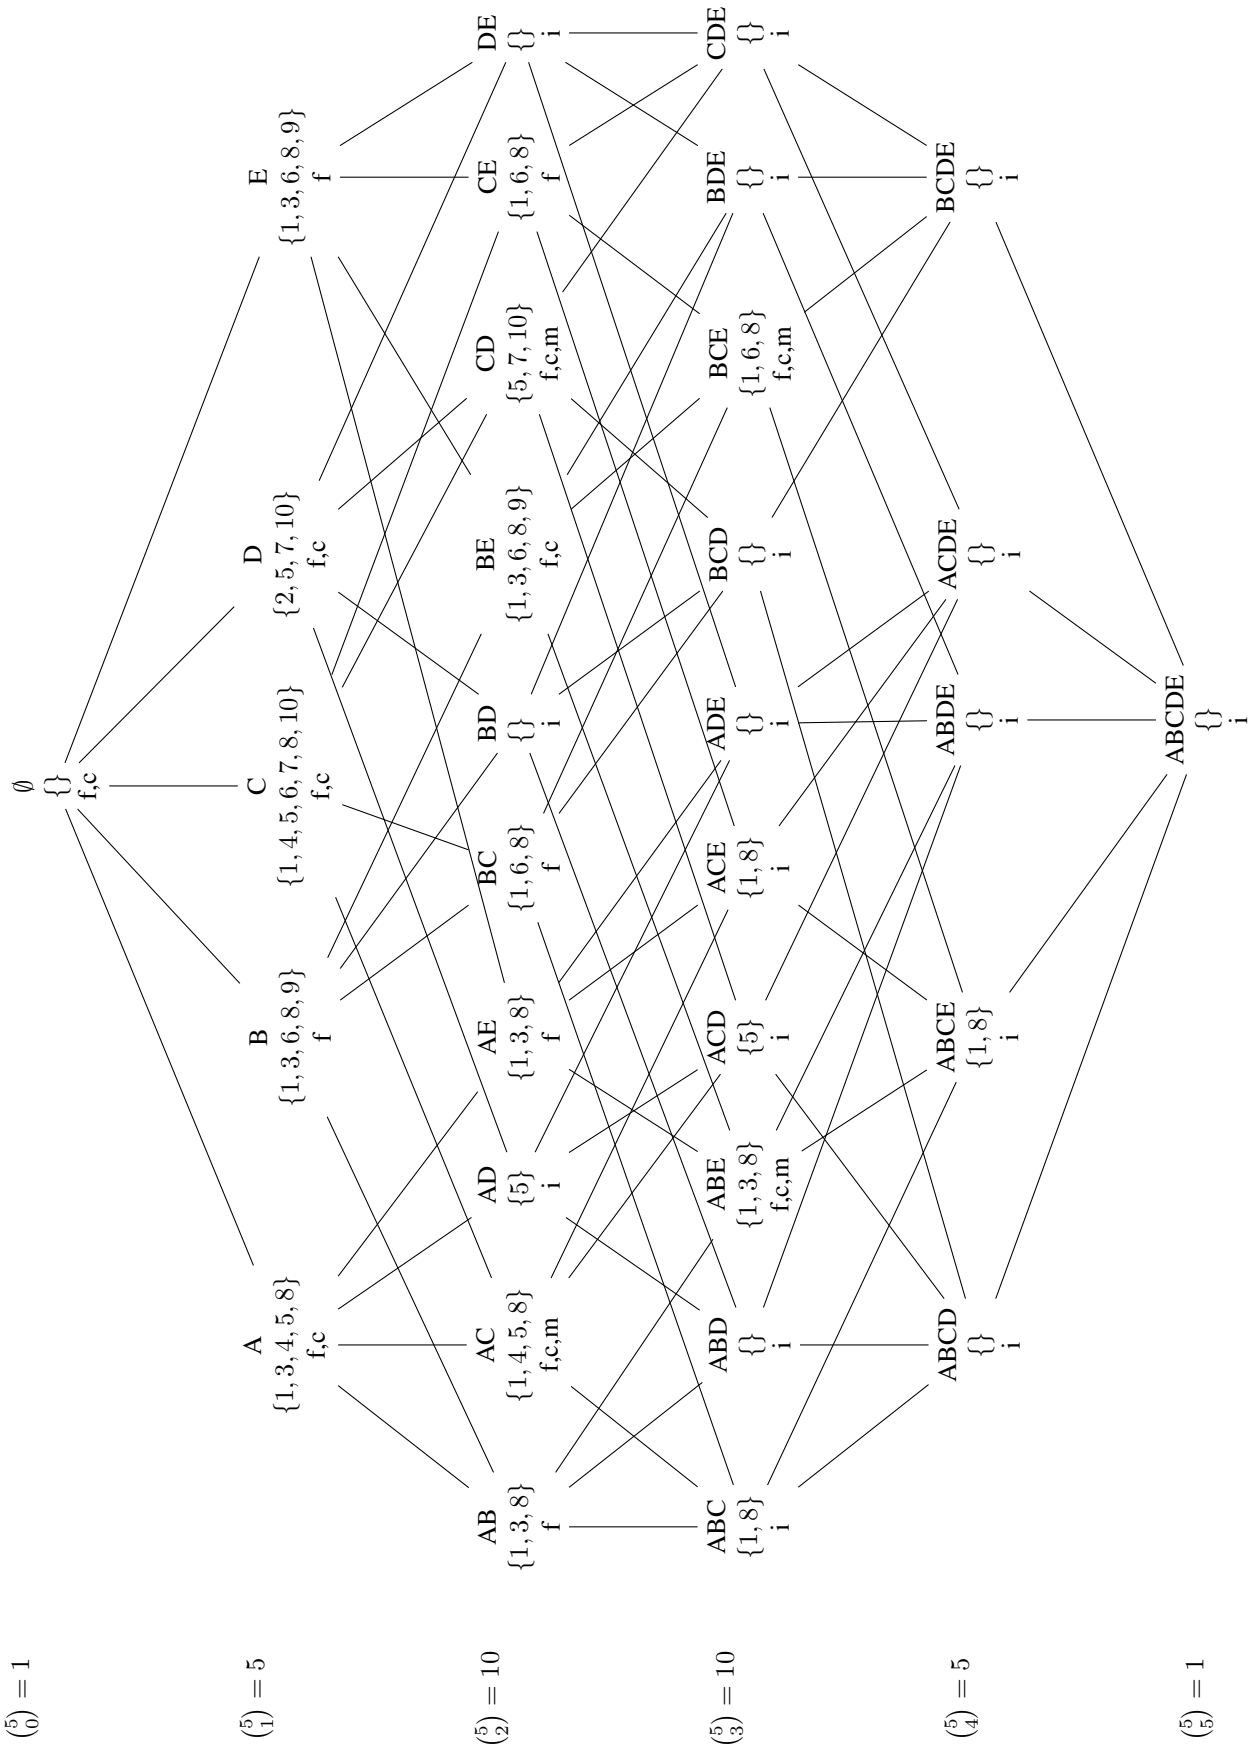 (5 0) = 1
∅
{}
f,c
(5 1) = 5
A
{1, 3, 4, 5, 8}
f,c
B
{1, 3, 6, 8, 9}
f
C
{1, 4, 5, 6, 7, 8, 10}
f,c
D
{2, 5, 7, 10}
f,c
E
{1, 3, 6, 8, 9}
f
(5 2) = 10
AB
{1, 3, 8}
f
AC
{1, 4, 5, 8}
f,c,m
AD
{5}
i
AE
{1, 3, 8}
f
BC
{1, 6, 8}
f
BD
{}
i
BE
{1, 3, 6, 8, 9}
f,c
CD
{5, 7, 10}
f,c,m
CE
{1, 6, 8}
f
DE
{}
i
(5 3) = 10
ABC
{1, 8}
i
ABD
{}
i
ABE
{1, 3, 8}
f,c,m
ACD
{5}
i
ACE
{1, 8}
i
ADE
{}
i
BCD
{}
i
BCE
{1, 6, 8}
f,c,m
BDE
{}
i
CDE
{}
i
(5 4) = 5
ABCD
{}
i
ABCE
{1, 8}
i
ABDE
{}
i
ACDE
{}
i
BCDE
{}
i
(5 5) = 1
ABCDE
{}
i